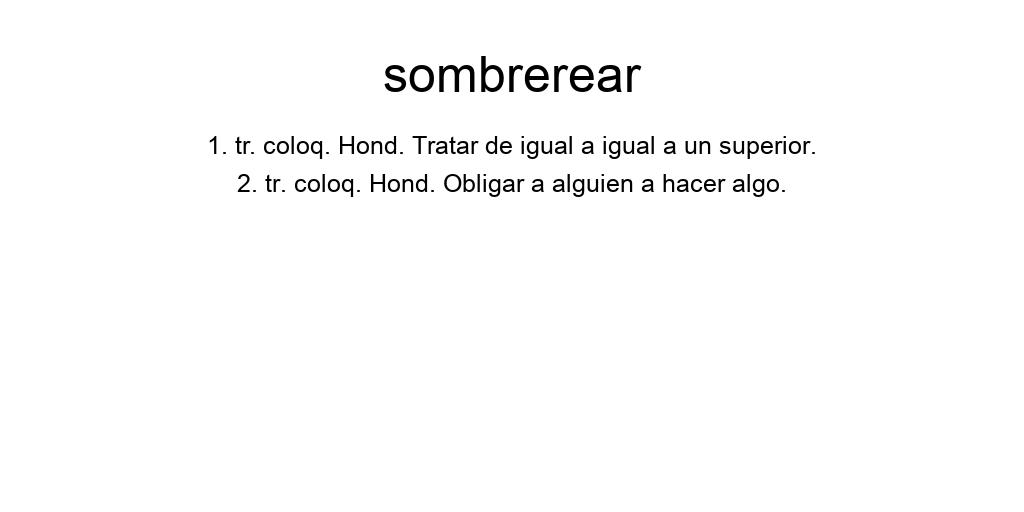 sombrerear
1. tr. coloq. Hond. Tratar de igual a igual a un superior.
2. tr. coloq. Hond. Obligar a alguien a hacer algo.